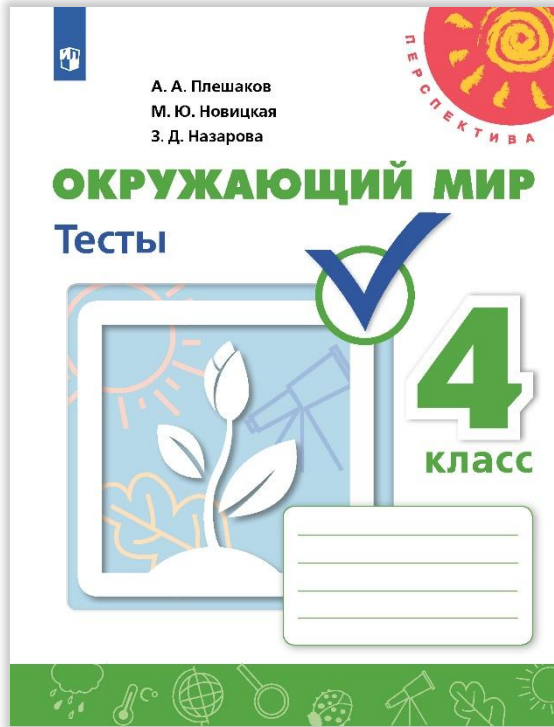 А. А. Плешаков
М. Ю. Новицкая
З. Д. Назарова
ПЕРСПЕКТИВА
ОКРУЖАЮЩИЙ МИР
Тесты
4
класс